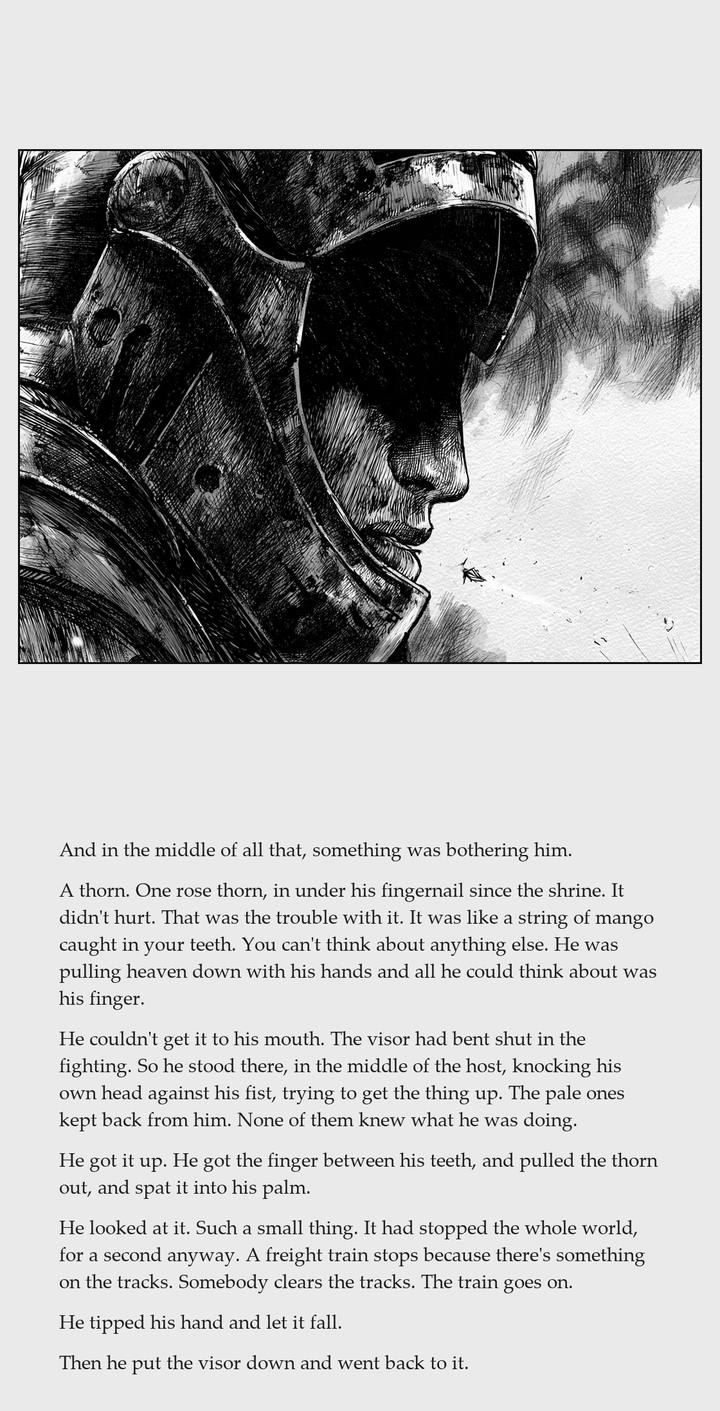 And in the middle of all that, something was bothering him.
A thorn. One rose thorn, in under his fingernail since the shrine. It
didn't hurt. That was the trouble with it. It was like a string of mango
caught in your teeth. You can't think about anything else. He was
pulling heaven down with his hands and all he could think about was
his finger.
He couldn't get it to his mouth. The visor had bent shut in the
fighting. So he stood there, in the middle of the host, knocking his
own head against his fist, trying to get the thing up. The pale ones
kept back from him. None of them knew what he was doing.
He got it up. He got the finger between his teeth, and pulled the thorn
out, and spat it into his palm.
He looked at it. Such a small thing. It had stopped the whole world,
for a second anyway. A freight train stops because there's something
on the tracks. Somebody clears the tracks. The train goes on.
He tipped his hand and let it fall.
Then he put the visor down and went back to it.